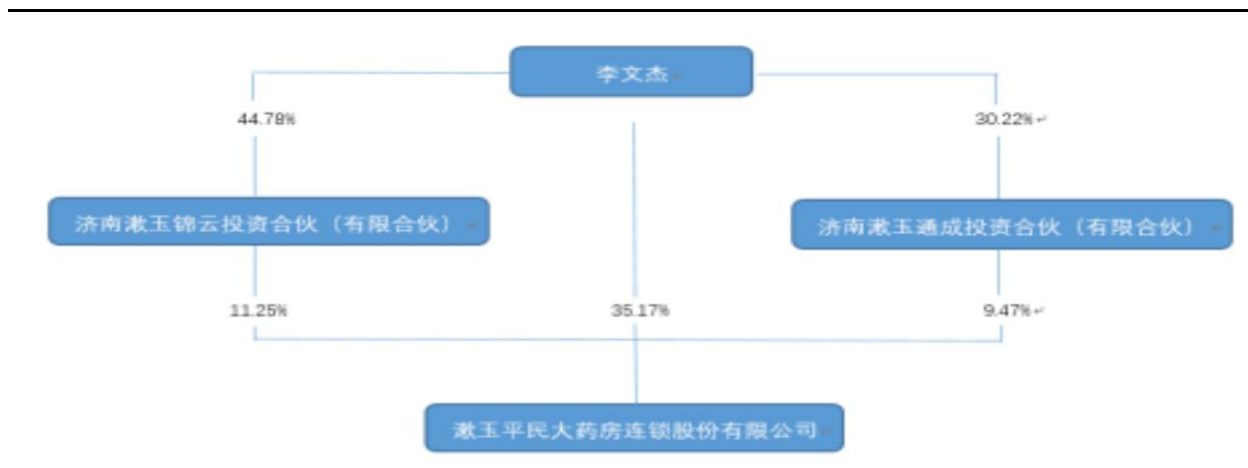 李文杰
44.78%
30.22%
济南漱玉锦云投资合伙（有限合伙）
济南漱玉通成投资合伙（有限合伙）
11.25%
35.17%
9.47%
漱玉平民大药房连锁股份有限公司